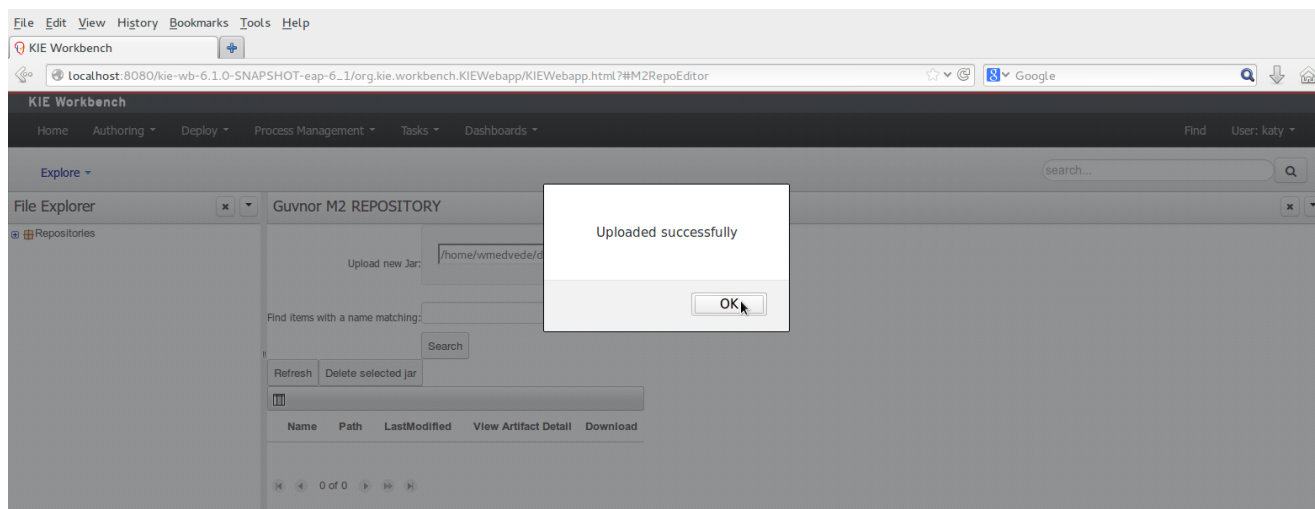 File Edit View History Bookmarks Tools Help
KIE Workbench
localhost:8080/kie-wb-6.1.0-SNAPSHOT-eap-6_1/org.kie.workbench.KIEWebapp/KIEWebapp.html?#M2RepoEditor
Google
KIE Workbench
Home Authoring Deploy Process Management Tasks Dashboards Find User: katy
Explore search...
File Explorer Guvnor M2 REPOSITORY
Repositories
Uploaded successfully
Upload new Jar: /home/wmedvede/d
OK
Find items with a name matching:
Search
Refresh Delete selected jar
Name Path LastModified View Artifact Detail Download
0 of 0